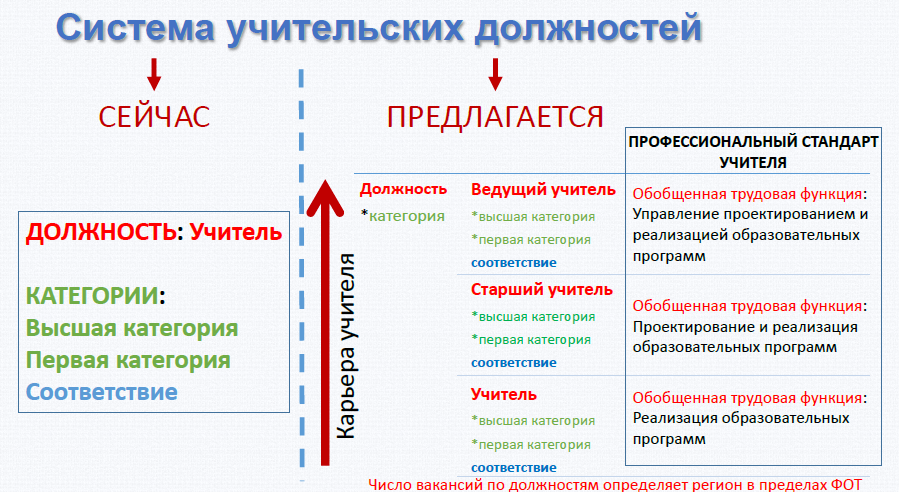 Система учительских должностей
СЕЙЧАС
ПРЕДЛАГАЕТСЯ
ДОЛЖНОСТЬ: Учитель
КАТЕГОРИИ:
Высшая категория
Первая категория
Соответствие
Карьера учителя
Должность
*категория
ПРОФЕССИОНАЛЬНЫЙ СТАНДАРТ
УЧИТЕЛЯ
Ведущий учитель
*высшая категория
*первая категория
соответствие
Обобщенная трудовая функция:
Управление проектированием и
реализацией образовательных
программ
Старший учитель
*высшая категория
*первая категория
соответствие
Обобщенная трудовая функция:
Проектирование и реализация
образовательных программ
Учитель
*высшая категория
*первая категория
соответствие
Обобщенная трудовая функция:
Реализация образовательных
программ
Число вакансий по должностям определяет регион в пределах ФОТ